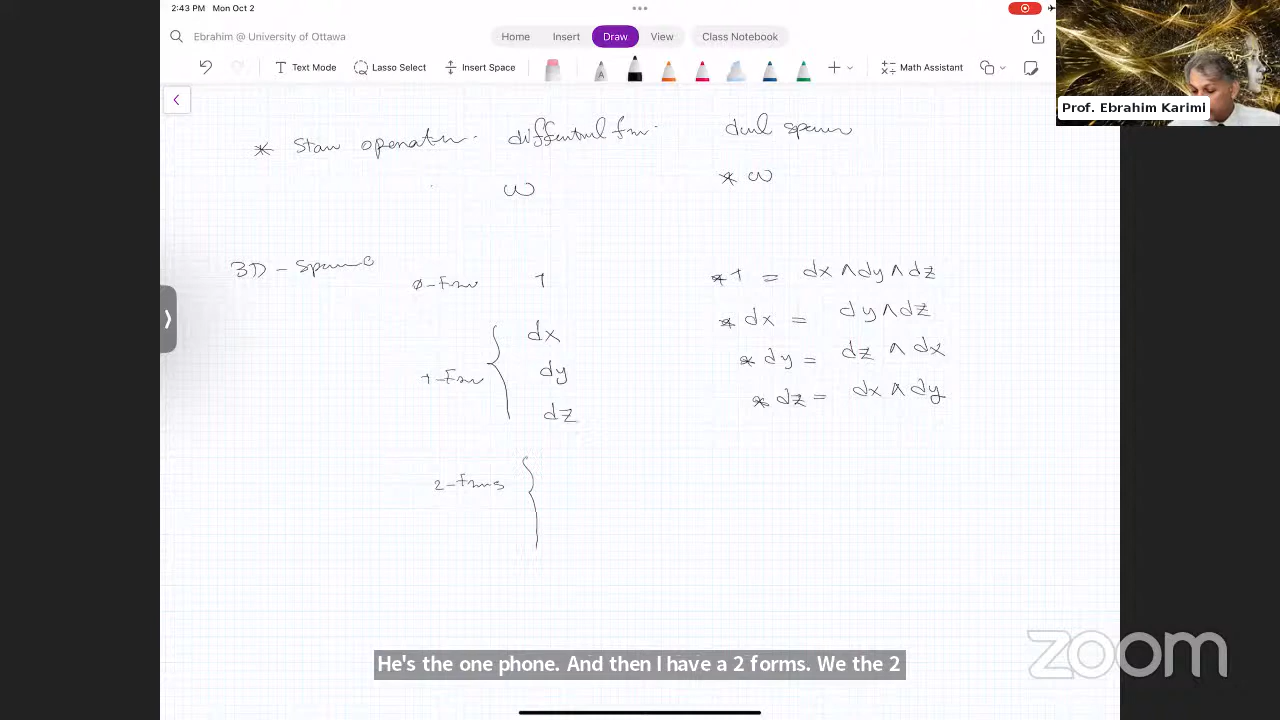 2:43 PM Mon Oct 2
Ebrahim @ University of Ottawa
Home Insert Draw View Class Notebook
Text Mode Lasso Select Insert Space Math Assistant
Prof. Ebrahim Karimi
* Star operation differential form dual space
ω * ω
3D - space
0-form 1 *1 = dx ∧ dy ∧ dz
dx * dx = dy ∧ dz
1-form dy * dy = dz ∧ dx
dz * dz = dx ∧ dy
2-forms
He's the one phone. And then I have a 2 forms. We the 2
zoom